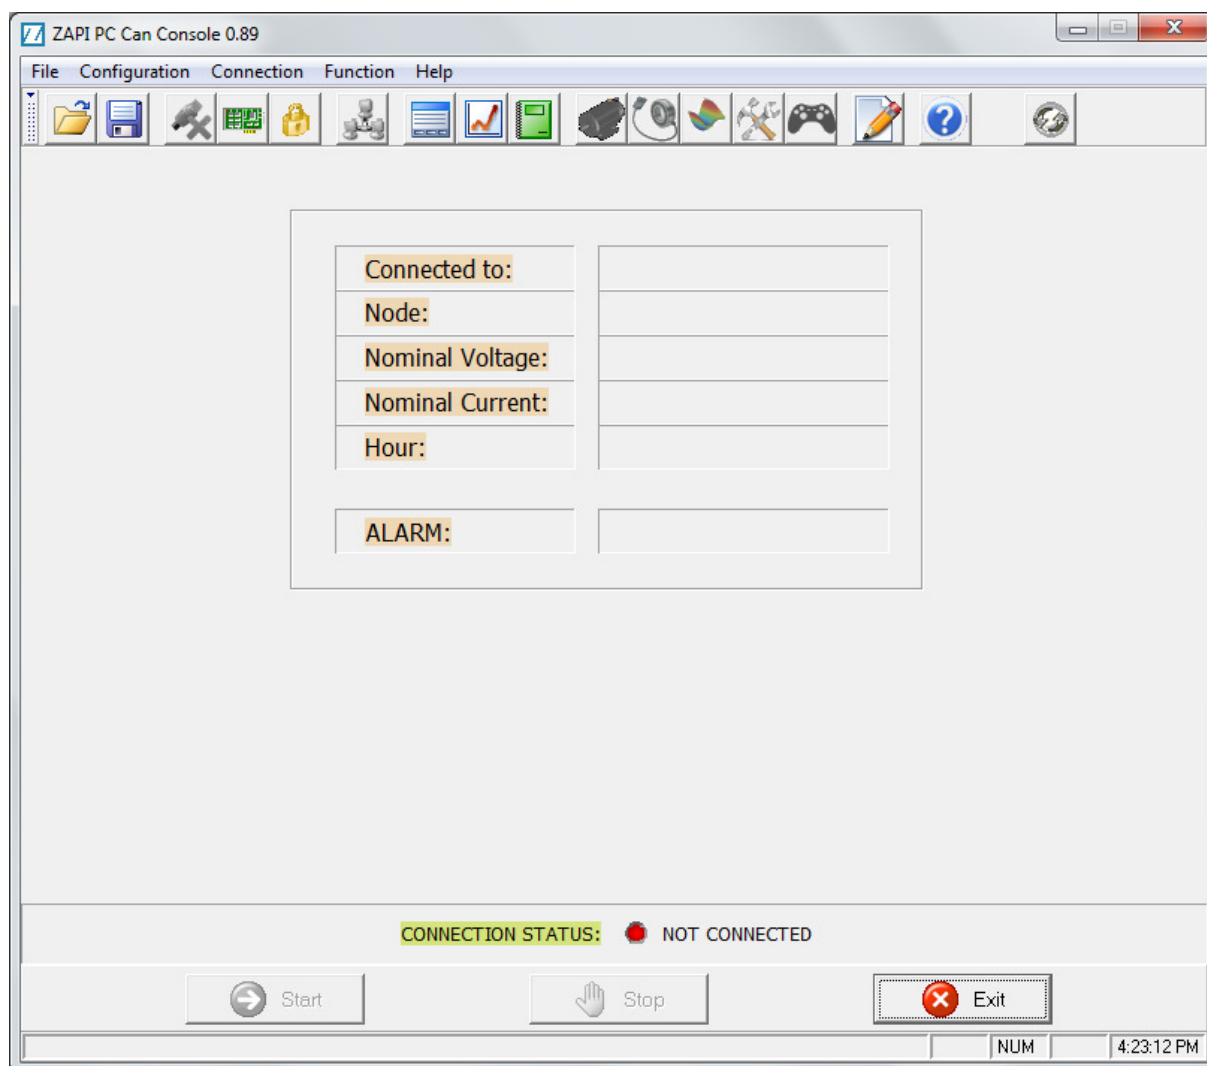 ZAPI PC Can Console 0.89
File Configuration Connection Function Help
Connected to:
Node:
Nominal Voltage:
Nominal Current:
Hour:
ALARM:
CONNECTION STATUS: NOT CONNECTED
Start Stop Exit
NUM 4:23:12 PM